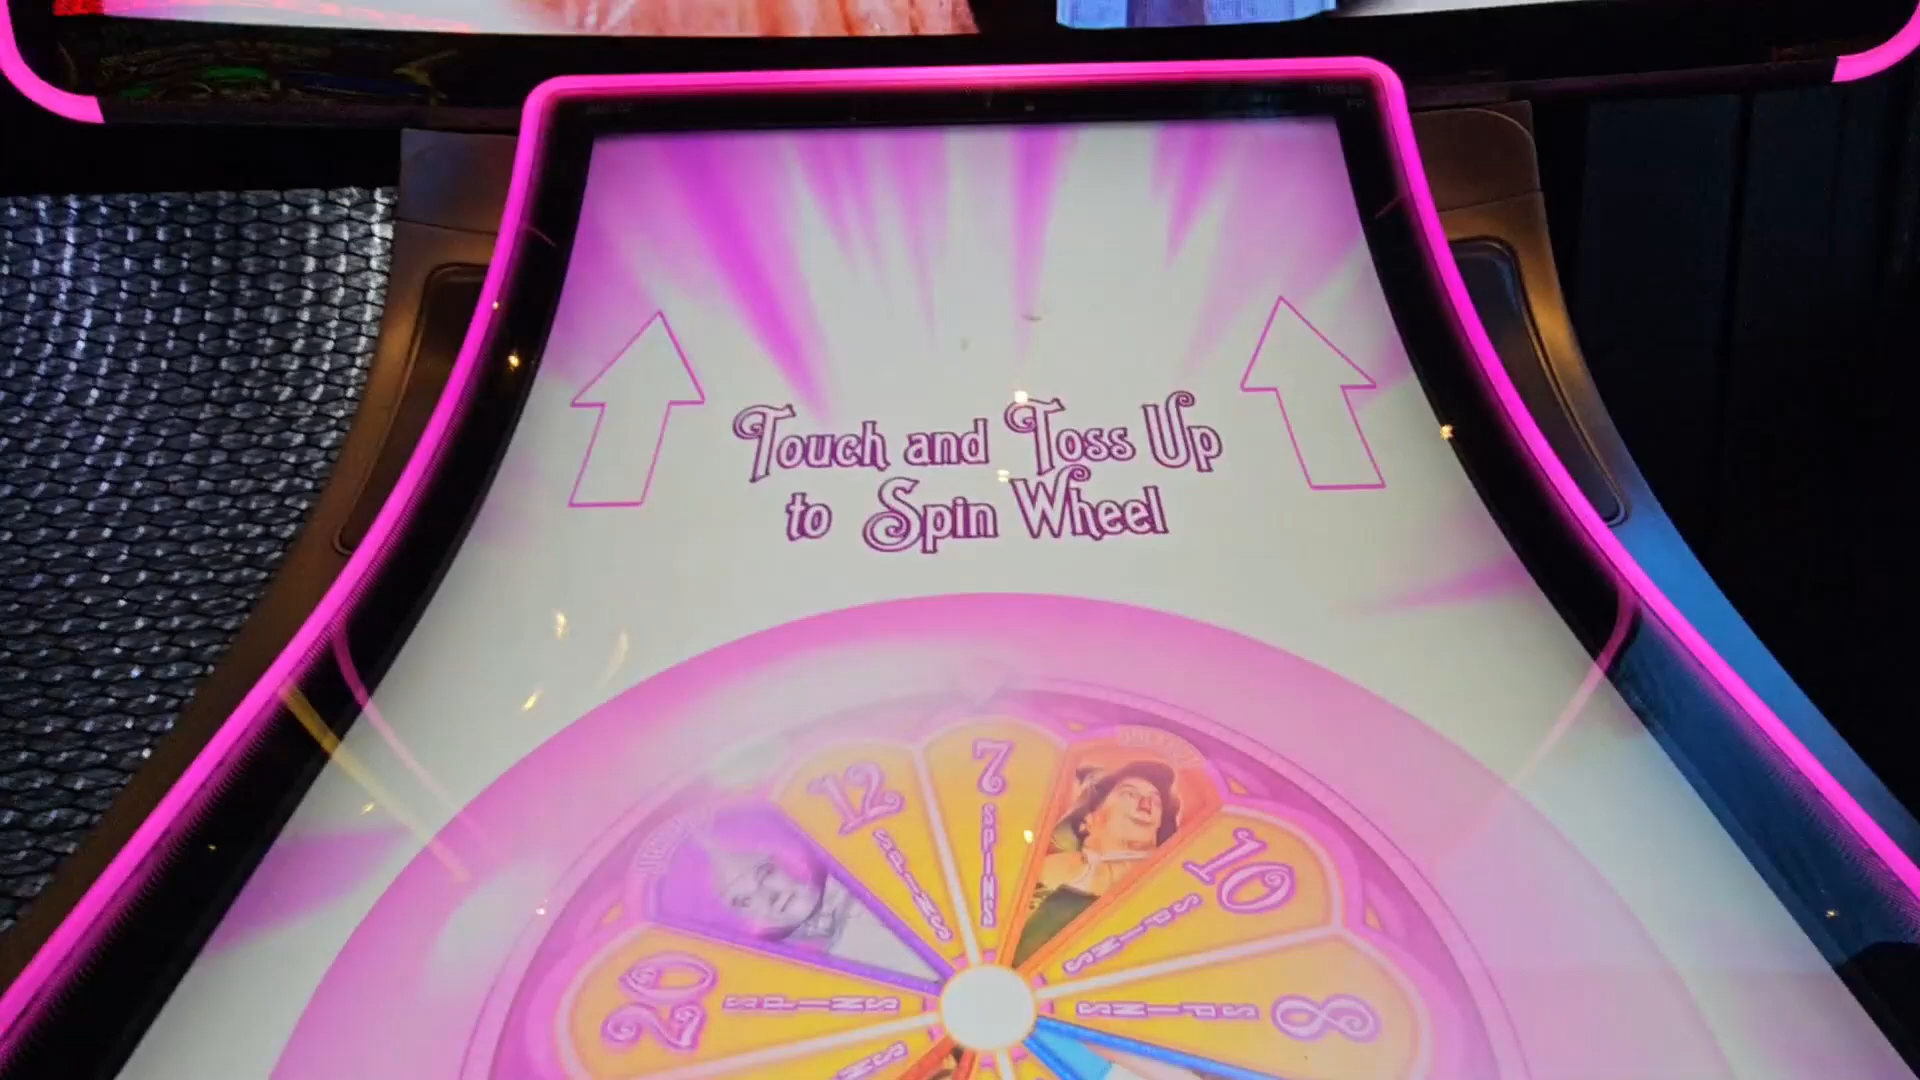 Touch and Toss Up
to Spin Wheel
7
SPINS
12
SPINS
10
SPINS
20
SPINS
8
SPINS